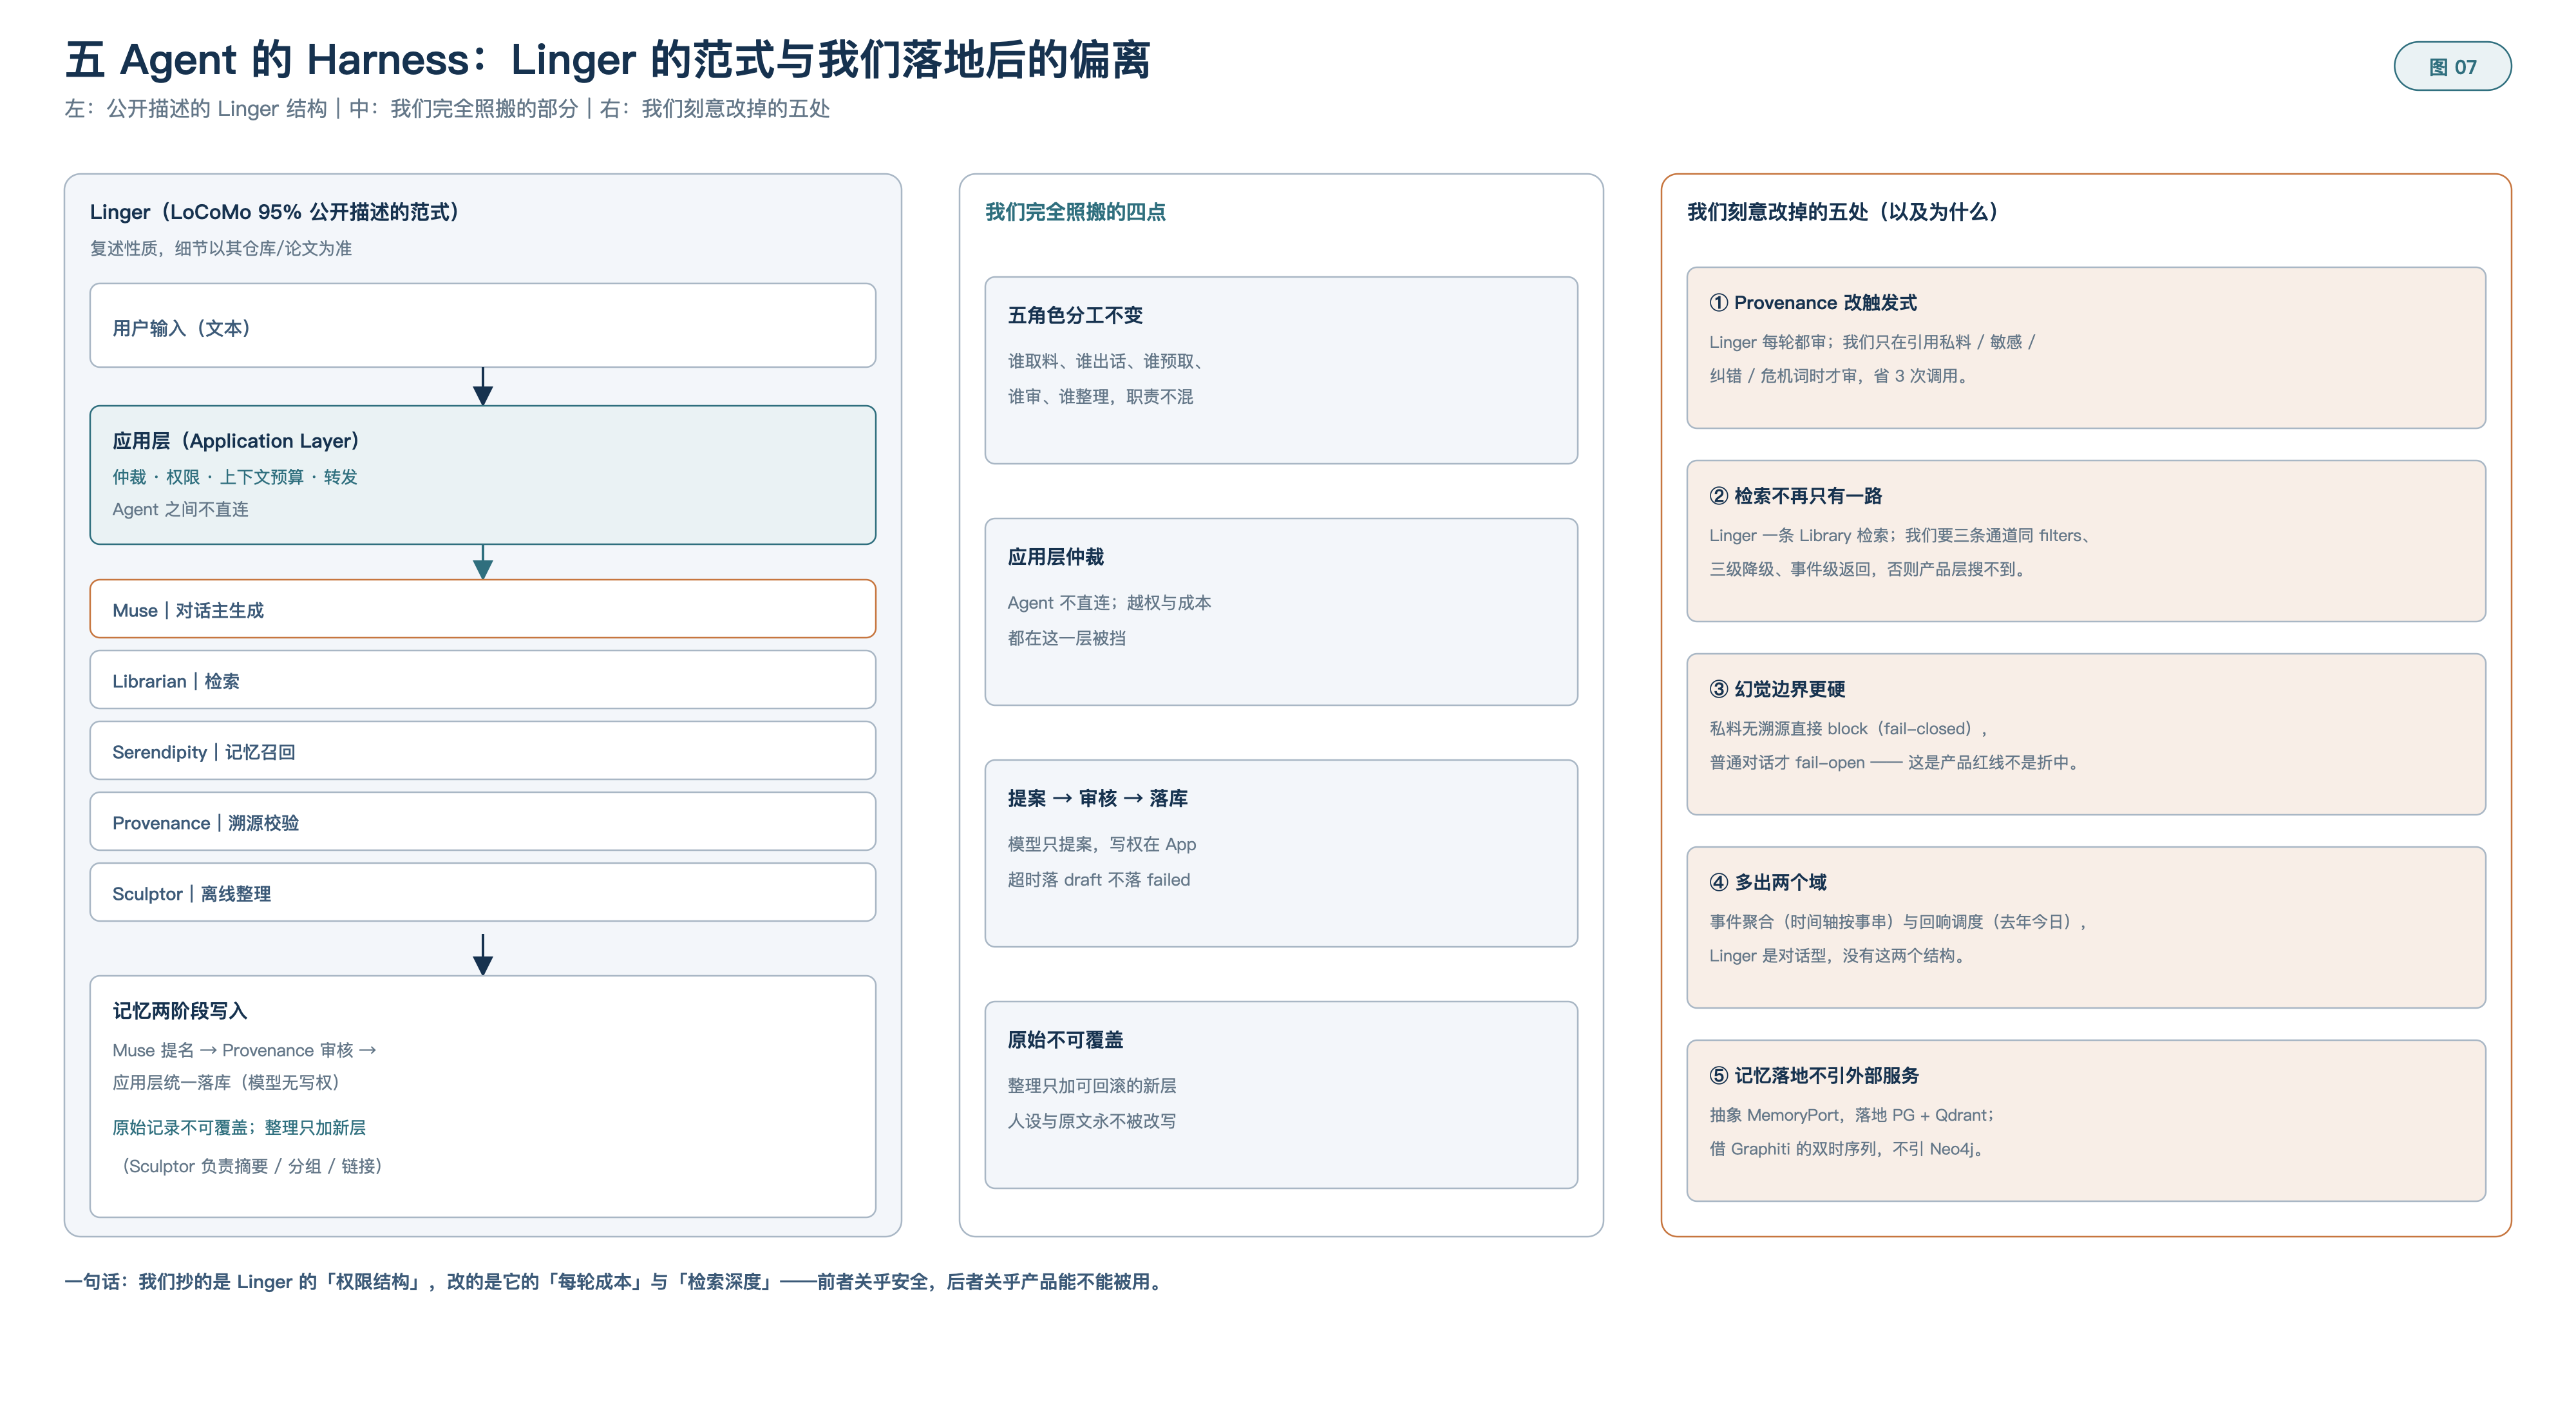 五 Agent 的 Harness：Linger 的范式与我们落地后的偏离
图 07
左：公开描述的 Linger 结构｜中：我们完全照搬的部分｜右：我们刻意改掉的五处
Linger（LoCoMo 95% 公开描述的范式）
复述性质，细节以其仓库/论文为准
用户输入（文本）
应用层（Application Layer）
仲裁 · 权限 · 上下文预算 · 转发
Agent 之间不直连
Muse｜对话主生成
Librarian｜检索
Serendipity｜记忆召回
Provenance｜溯源校验
Sculptor｜离线整理
记忆两阶段写入
Muse 提名 → Provenance 审核 →
应用层统一落库（模型无写权）
原始记录不可覆盖；整理只加新层
（Sculptor 负责摘要 / 分组 / 链接）
我们完全照搬的四点
五角色分工不变
谁取料、谁出话、谁预取、
谁审、谁整理，职责不混
应用层仲裁
Agent 不直连；越权与成本
都在这一层被挡
提案 → 审核 → 落库
模型只提案，写权在 App
超时落 draft 不落 failed
原始不可覆盖
整理只加可回滚的新层
人设与原文永不被改写
我们刻意改掉的五处（以及为什么）
① Provenance 改触发式
Linger 每轮都审；我们只在引用私料 / 敏感 /
纠错 / 危机词时才审，省 3 次调用。
② 检索不再只有一路
Linger 一条 Library 检索；我们要三条通道同 filters、
三级降级、事件级返回，否则产品层搜不到。
③ 幻觉边界更硬
私料无溯源直接 block（fail-closed），
普通对话才 fail-open —— 这是产品红线不是折中。
④ 多出两个域
事件聚合（时间轴按事串）与回响调度（去年今日），
Linger 是对话型，没有这两个结构。
⑤ 记忆落地不引外部服务
抽象 MemoryPort，落地 PG + Qdrant；
借 Graphiti 的双时序列，不引 Neo4j。
一句话：我们抄的是 Linger 的「权限结构」，改的是它的「每轮成本」与「检索深度」——前者关乎安全，后者关乎产品能不能被用。